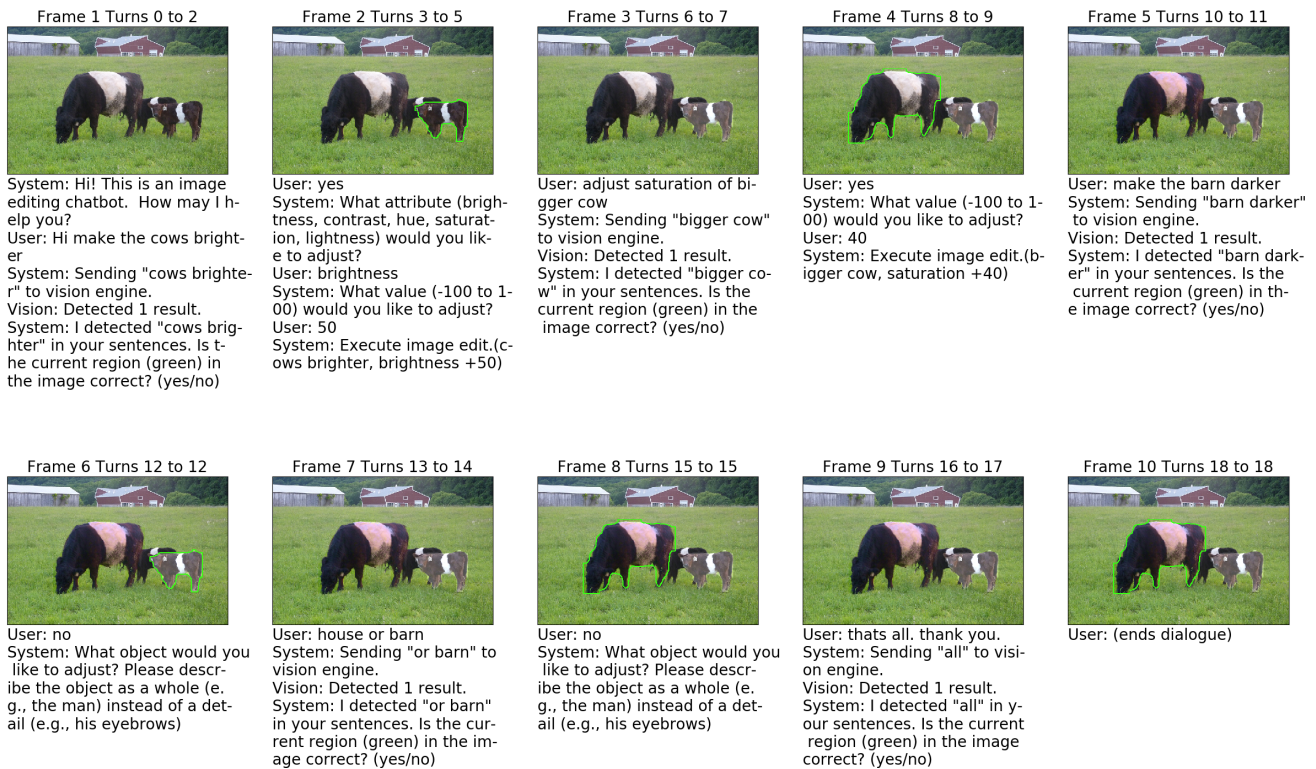 Frame 1 Turns 0 to 2
System: Hi! This is an image
editing chatbot.  How may I h-
elp you?
User: Hi make the cows bright-
er
System: Sending "cows brighte-
r" to vision engine.
Vision: Detected 1 result.
System: I detected "cows brig-
hter" in your sentences. Is t-
he current region (green) in
the image correct? (yes/no)
Frame 2 Turns 3 to 5
User: yes
System: What attribute (brigh-
tness, contrast, hue, saturat-
ion, lightness) would you lik-
e to adjust?
User: brightness
System: What value (-100 to 1-
00) would you like to adjust?
User: 50
System: Execute image edit.(c-
ows brighter, brightness +50)
Frame 3 Turns 6 to 7
User: adjust saturation of bi-
gger cow
System: Sending "bigger cow"
to vision engine.
Vision: Detected 1 result.
System: I detected "bigger co-
w" in your sentences. Is the
current region (green) in the
image correct? (yes/no)
Frame 4 Turns 8 to 9
User: yes
System: What value (-100 to 1-
00) would you like to adjust?
User: 40
System: Execute image edit.(b-
igger cow, saturation +40)
Frame 5 Turns 10 to 11
User: make the barn darker
System: Sending "barn darker"
to vision engine.
Vision: Detected 1 result.
System: I detected "barn dark-
er" in your sentences. Is the
current region (green) in th-
e image correct? (yes/no)
Frame 6 Turns 12 to 12
User: no
System: What object would you
like to adjust? Please descr-
ibe the object as a whole (e.
g., the man) instead of a det-
ail (e.g., his eyebrows)
Frame 7 Turns 13 to 14
User: house or barn
System: Sending "or barn" to
vision engine.
Vision: Detected 1 result.
System: I detected "or barn"
in your sentences. Is the cur-
rent region (green) in the im-
age correct? (yes/no)
Frame 8 Turns 15 to 15
User: no
System: What object would you
like to adjust? Please descr-
ibe the object as a whole (e.
g., the man) instead of a det-
ail (e.g., his eyebrows)
Frame 9 Turns 16 to 17
User: thats all. thank you.
System: Sending "all" to visi-
on engine.
Vision: Detected 1 result.
System: I detected "all" in y-
our sentences. Is the current
region (green) in the image
correct? (yes/no)
Frame 10 Turns 18 to 18
User: (ends dialogue)